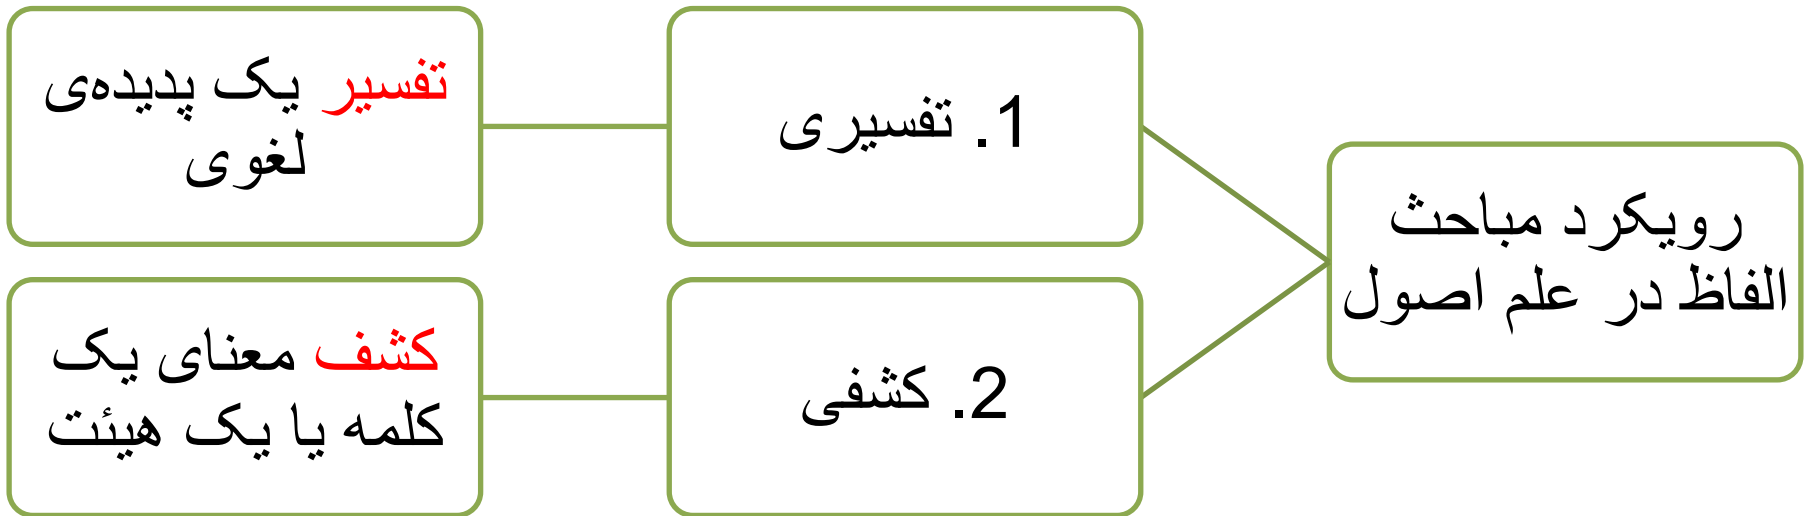 رویکرد مباحث
الفاظ در علم اصول
1. تفسیری
تفسیر یک پدیده‌ی
لغوی
2. کشفی
کشف معنای یک
کلمه یا یک هیئت